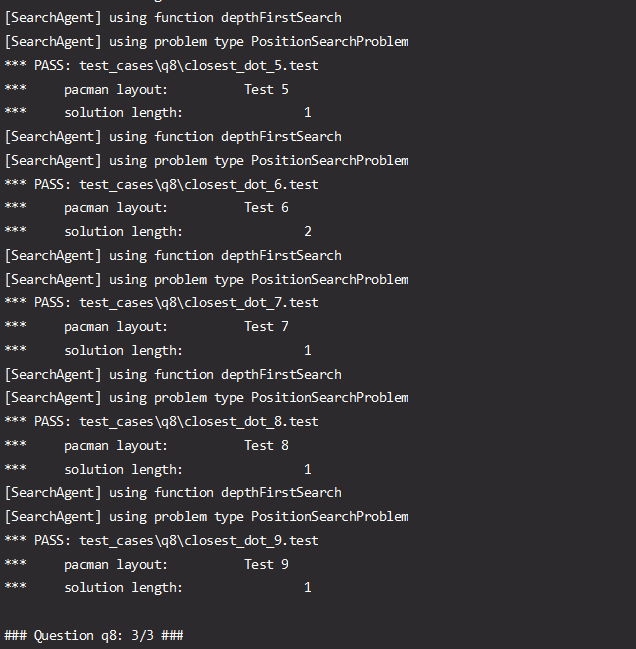 [SearchAgent] using function depthFirstSearch
[SearchAgent] using problem type PositionSearchProblem
*** PASS: test_cases\q8\closest_dot_5.test
***     pacman layout:          Test 5
***     solution length:                1
[SearchAgent] using function depthFirstSearch
[SearchAgent] using problem type PositionSearchProblem
*** PASS: test_cases\q8\closest_dot_6.test
***     pacman layout:          Test 6
***     solution length:                2
[SearchAgent] using function depthFirstSearch
[SearchAgent] using problem type PositionSearchProblem
*** PASS: test_cases\q8\closest_dot_7.test
***     pacman layout:          Test 7
***     solution length:                1
[SearchAgent] using function depthFirstSearch
[SearchAgent] using problem type PositionSearchProblem
*** PASS: test_cases\q8\closest_dot_8.test
***     pacman layout:          Test 8
***     solution length:                1
[SearchAgent] using function depthFirstSearch
[SearchAgent] using problem type PositionSearchProblem
*** PASS: test_cases\q8\closest_dot_9.test
***     pacman layout:          Test 9
***     solution length:                1
### Question q8: 3/3 ###